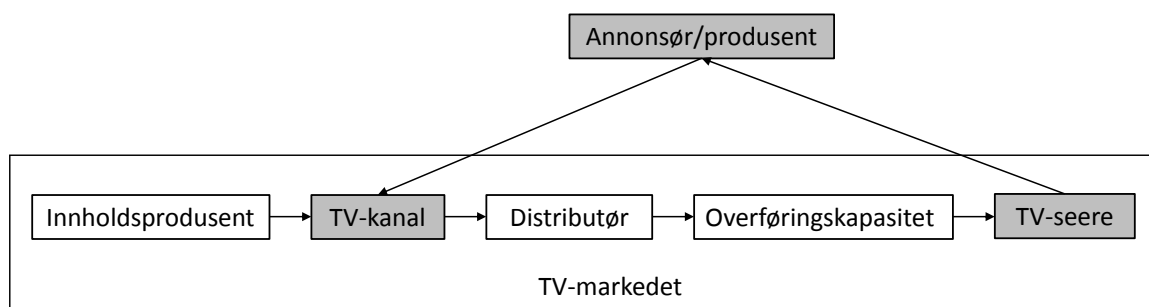 Annonsør/produsent
Innholdsprodusent
TV-kanal
Distributør
Overføringskapasitet
TV-seere
TV-markedet